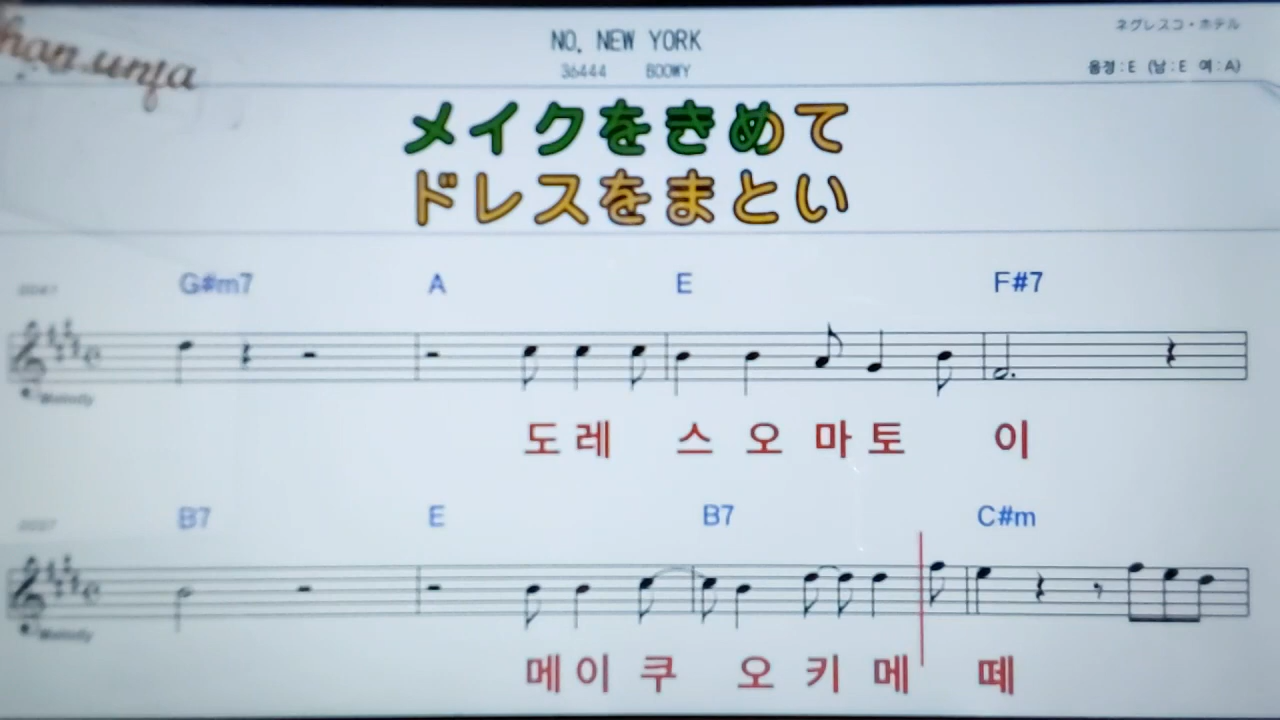 NO. NEW YORK
36444 BOOWY
ネグレスコ・ホテル
음정:E (남:E 여:A)
メイクをきめて
ドレスをまとい
G#m7 A E F#7
도 레 스 오 마 토 이
B7 E B7 C#m
메 이 쿠 오 키 메 떼